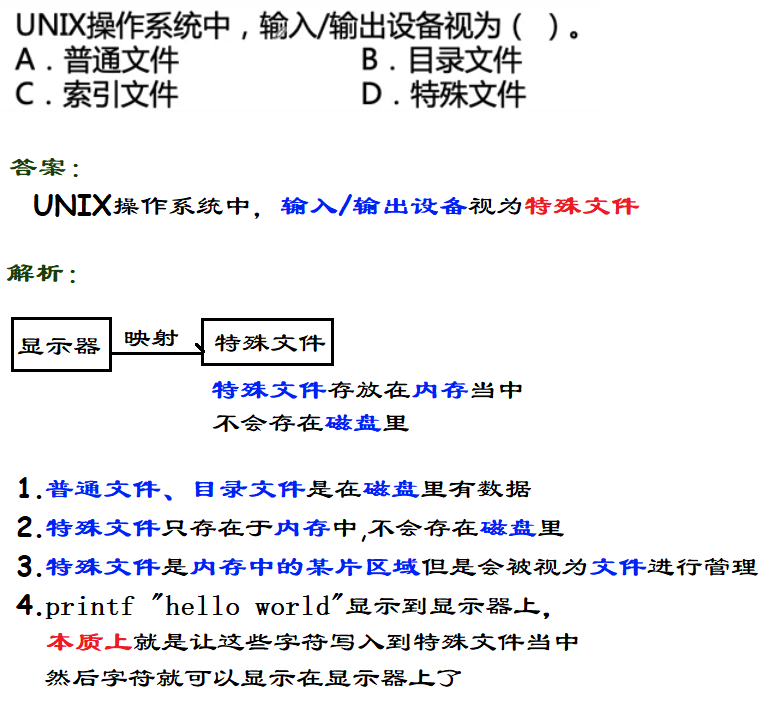 UNIX操作系统中，输入/输出设备视为（ ）。
A．普通文件 B．目录文件
C．索引文件 D．特殊文件
答案：
UNIX操作系统中，输入/输出设备视为特殊文件
解析：
显示器 映射 特殊文件
特殊文件存放在内存当中
不会存在磁盘里
1.普通文件、目录文件是在磁盘里有数据
2.特殊文件只存在于内存中,不会存在磁盘里
3.特殊文件是内存中的某片区域但是会被视为文件进行管理
4.printf "hello world"显示到显示器上，
本质上就是让这些字符写入到特殊文件当中
然后字符就可以显示在显示器上了